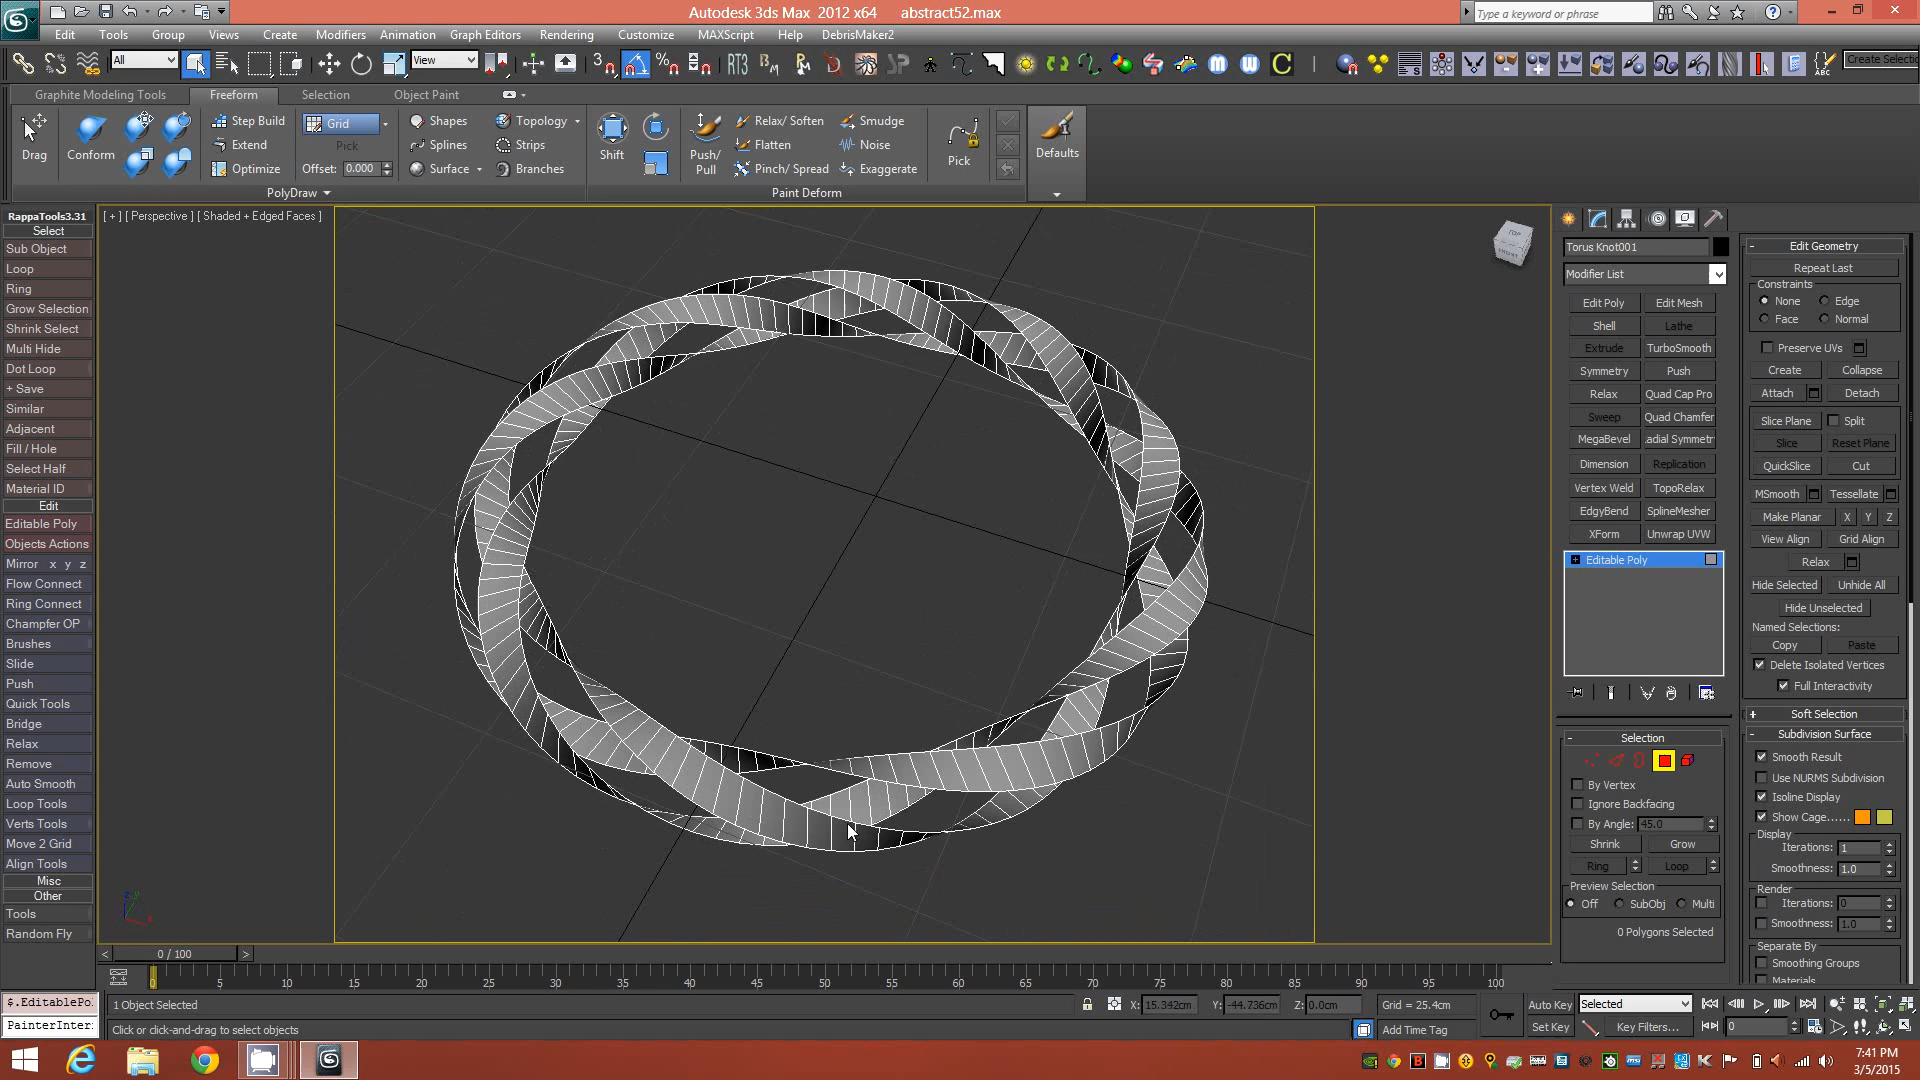 Autodesk 3ds Max 2012 x64 abstract52.max
Type a keyword or phrase
Edit Tools Group Views Create Modifiers Animation Graph Editors Rendering Customize MAXScript Help DebrisMaker2
All View Create Selectio
Graphite Modeling Tools Freeform Selection Object Paint
Drag Conform Step Build Extend Optimize
Grid Pick Offset: 0.000
Shapes Splines Surface
Topology Strips Branches
Shift Push/ Pull
Relax/ Soften Flatten Pinch/ Spread
Smudge Noise Exaggerate
Pick Defaults
PolyDraw Paint Deform
RappaTools3.31
Select
Sub Object
Loop
Ring
Grow Selection
Shrink Select
Multi Hide
Dot Loop
+ Save
Similar
Adjacent
Fill / Hole
Select Half
Material ID
Edit
Editable Poly
Objects Actions
Mirror x y z
Flow Connect
Ring Connect
Champfer OP
Brushes
Slide
Push
Quick Tools
Bridge
Relax
Remove
Auto Smooth
Loop Tools
Verts Tools
Move 2 Grid
Align Tools
Misc
Other
Tools
Random Fly
[ + ] [ Perspective ] [ Shaded + Edged Faces ]
TOP
FRONT
Torus Knot001
Modifier List
Edit Poly Edit Mesh
Shell Lathe
Extrude TurboSmooth
Symmetry Push
Relax Quad Cap Pro
Sweep Quad Chamfer
MegaBevel .adial Symmetr
Dimension Replication
Vertex Weld TopoRelax
EdgyBend SplineMesher
XForm Unwrap UVW
Editable Poly
- Selection
By Vertex
Ignore Backfacing
By Angle: 45.0
Shrink Grow
Ring Loop
Preview Selection
Off SubObj Multi
0 Polygons Selected
- Edit Geometry
Repeat Last
Constraints
None Edge
Face Normal
Preserve UVs
Create Collapse
Attach Detach
Slice Plane Split
Slice Reset Plane
QuickSlice Cut
MSmooth Tessellate
Make Planar X Y Z
View Align Grid Align
Relax
Hide Selected Unhide All
Hide Unselected
Named Selections:
Copy Paste
Delete Isolated Vertices
Full Interactivity
+ Soft Selection
- Subdivision Surface
Smooth Result
Use NURMS Subdivision
Isoline Display
Show Cage......
Display
Iterations: 1
Smoothness: 1.0
Render
Iterations: 0
Smoothness: 1.0
Separate By
Smoothing Groups
Materials
< 0 / 100 >
0 5 10 15 20 25 30 35 40 45 50 55 60 65 70 75 80 85 90 95 100
$.EditablePo
PainterInter:
1 Object Selected
X: 15.342cm Y: -44.736cm Z: 0.0cm Grid = 25.4cm
Auto Key Selected
Click or click-and-drag to select objects
Add Time Tag
Set Key Key Filters... 0
7:41 PM
3/5/2015